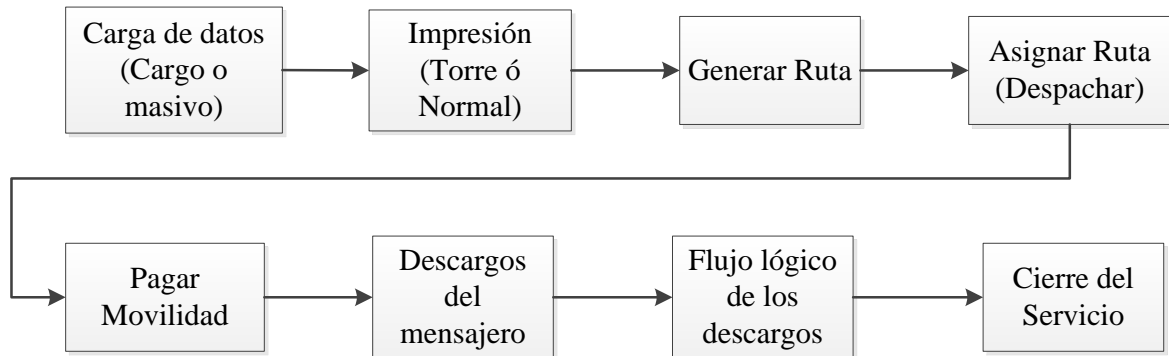 Carga de datos
(Cargo o
masivo)
Impresión
(Torre ó
Normal)
Generar Ruta
Asignar Ruta
(Despachar)
Pagar
Movilidad
Descargos
del
mensajero
Flujo lógico
de los
descargos
Cierre del
Servicio